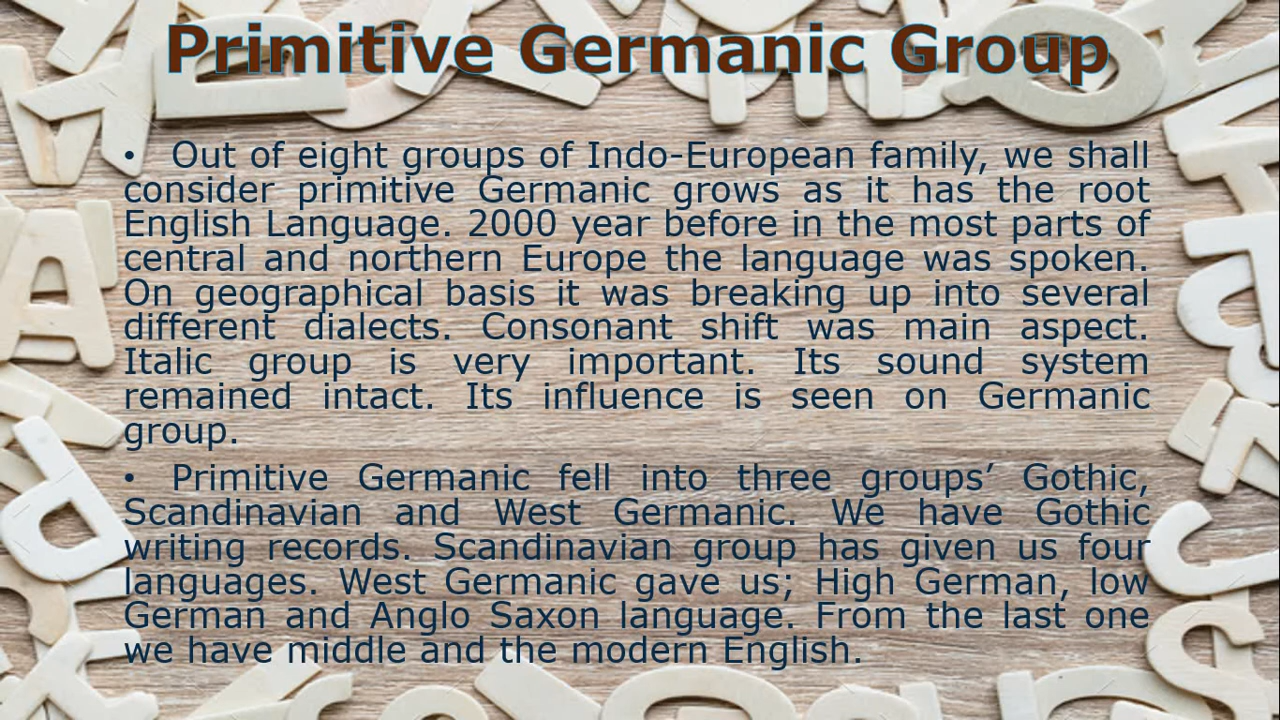 Primitive Germanic Group
• Out of eight groups of Indo-European family, we shall
consider primitive Germanic grows as it has the root
English Language. 2000 year before in the most parts of
central and northern Europe the language was spoken.
On geographical basis it was breaking up into several
different dialects. Consonant shift was main aspect.
Italic group is very important. Its sound system
remained intact. Its influence is seen on Germanic
group.
• Primitive Germanic fell into three groups’ Gothic,
Scandinavian and West Germanic. We have Gothic
writing records. Scandinavian group has given us four
languages. West Germanic gave us; High German, low
German and Anglo Saxon language. From the last one
we have middle and the modern English.